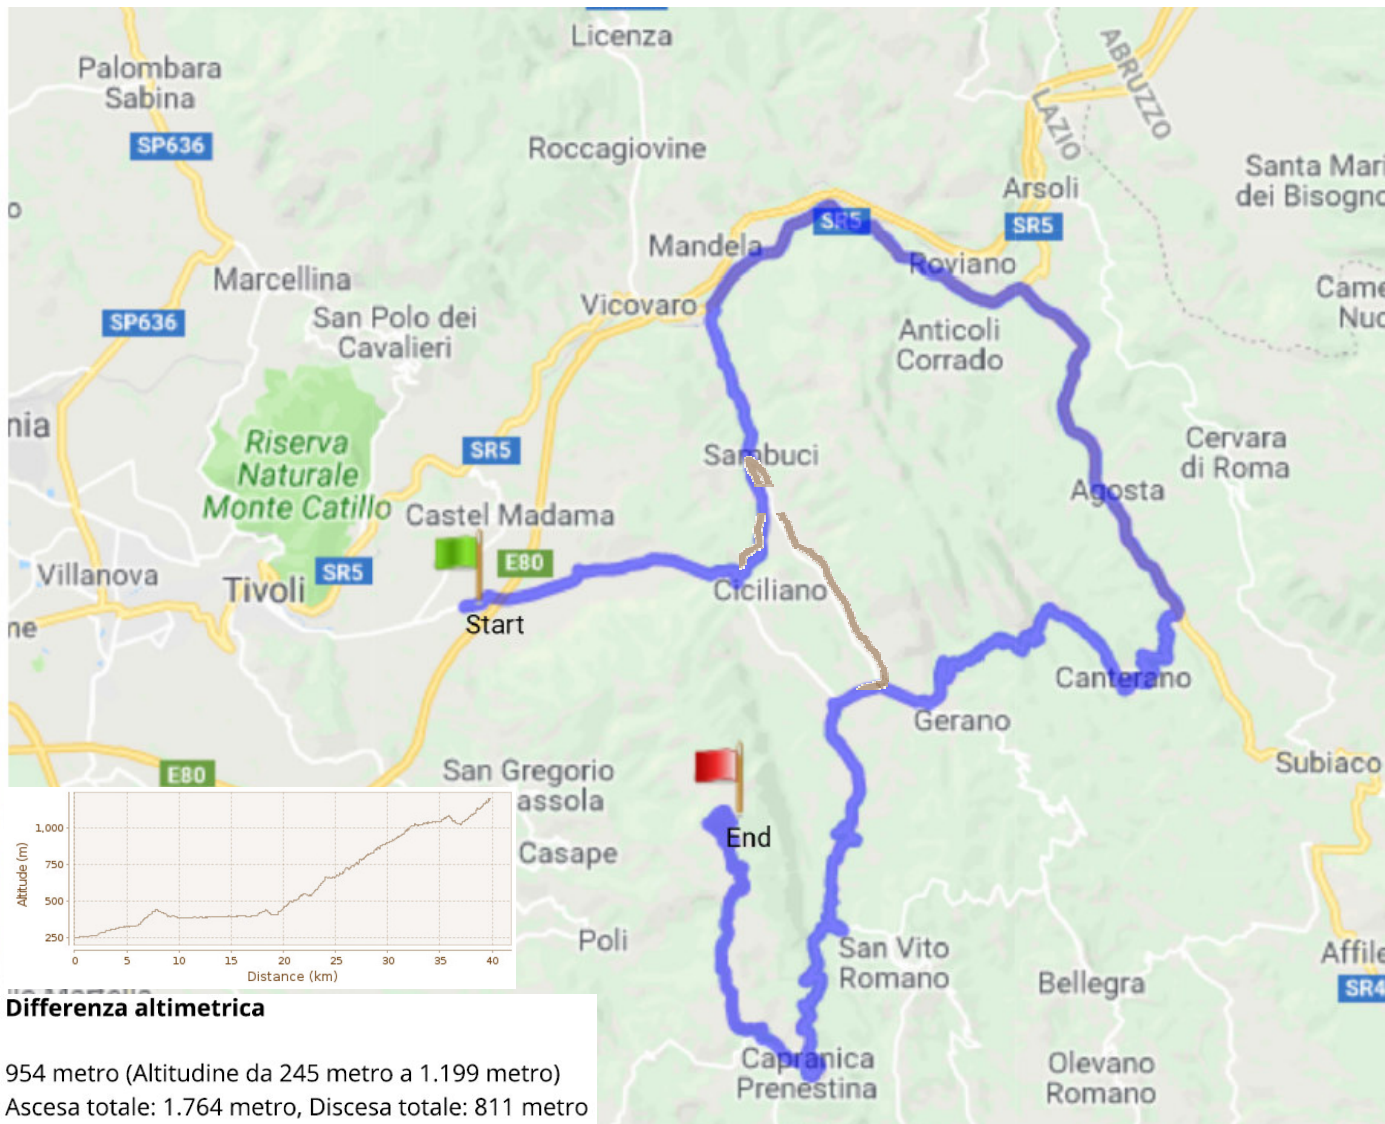 Licenza
Palombara
Sabina
ABRUZZO
LAZIO
SP636
Roccagiovine
Santa Mari
dei Bisogno
Arsoli
o
SR5
SR5
Mandela
Roviano
Marcellina
Vicovaro
Came
Nuo
SP636
San Polo dei
Cavalieri
Anticoli
Corrado
nia
Riserva
Naturale
Monte Catillo
SR5
Sambuci
Cervara
di Roma
Agosta
Castel Madama
E80
SR5
Villanova
Tivoli
Ciciliano
Start
me
Canterano
Gerano
E80
San Gregorio
assola
Subiaco
End
Casape
Poli
San Vito
Romano
Bellegra
Affile
SR4
Capranica
Prenestina
Olevano
Romano
Altitude (m)
1,000
750
500
250
0 5 10 15 20 25 30 35 40
Distance (km)
Differenza altimetrica
954 metro (Altitudine da 245 metro a 1.199 metro)
Ascesa totale: 1.764 metro, Discesa totale: 811 metro